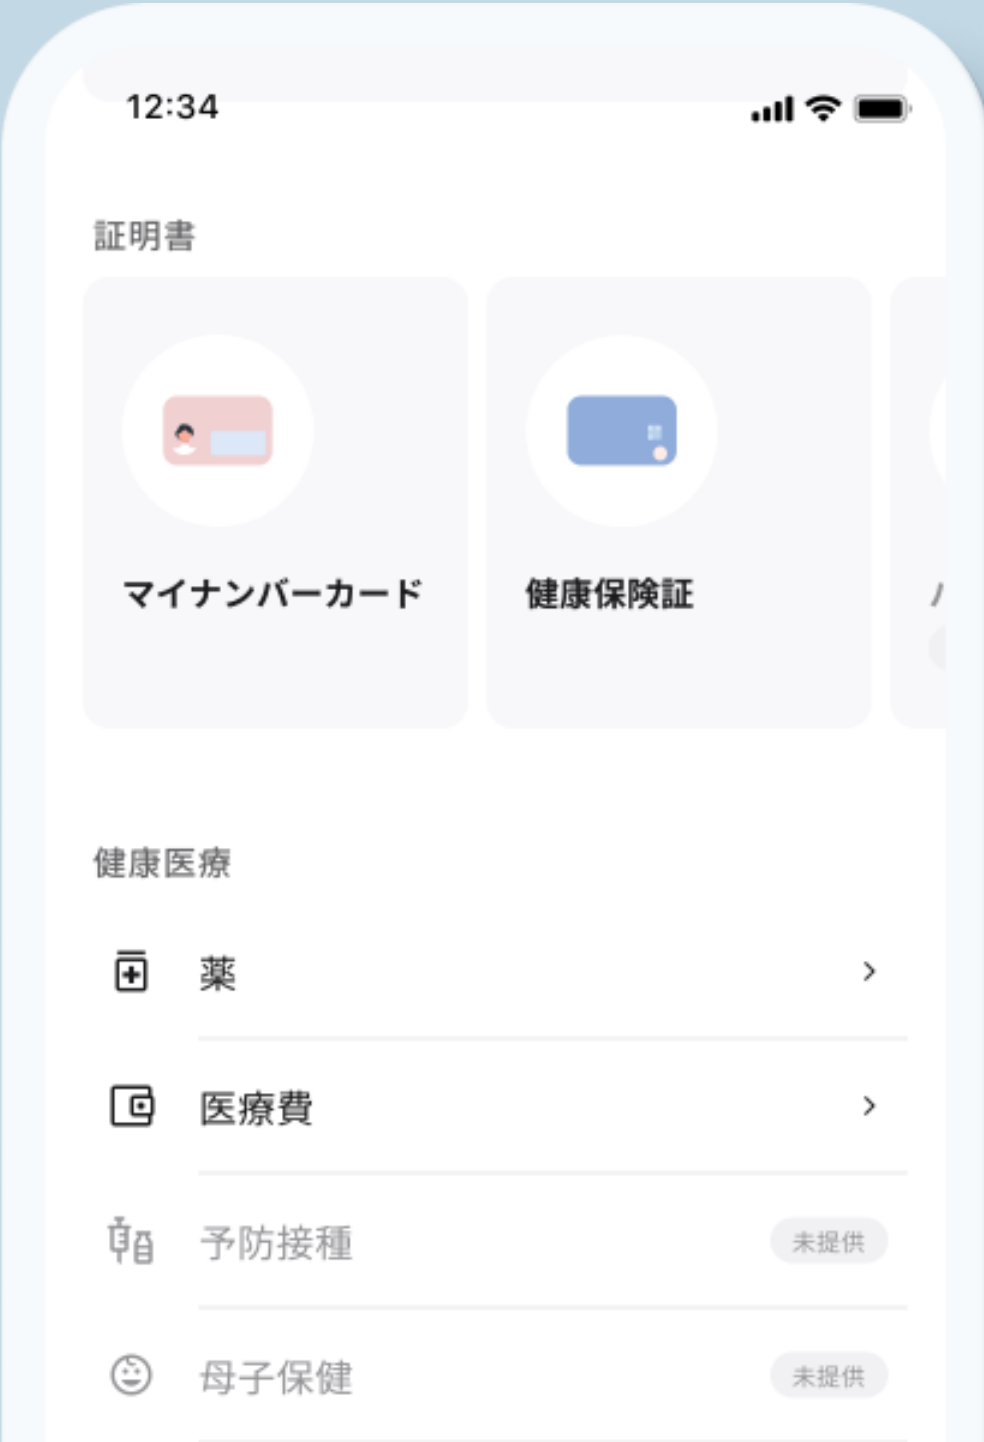 12:34
証明書
マイナンバーカード
健康保険証
健康医療
薬
医療費
予防接種
未提供
母子保健
未提供